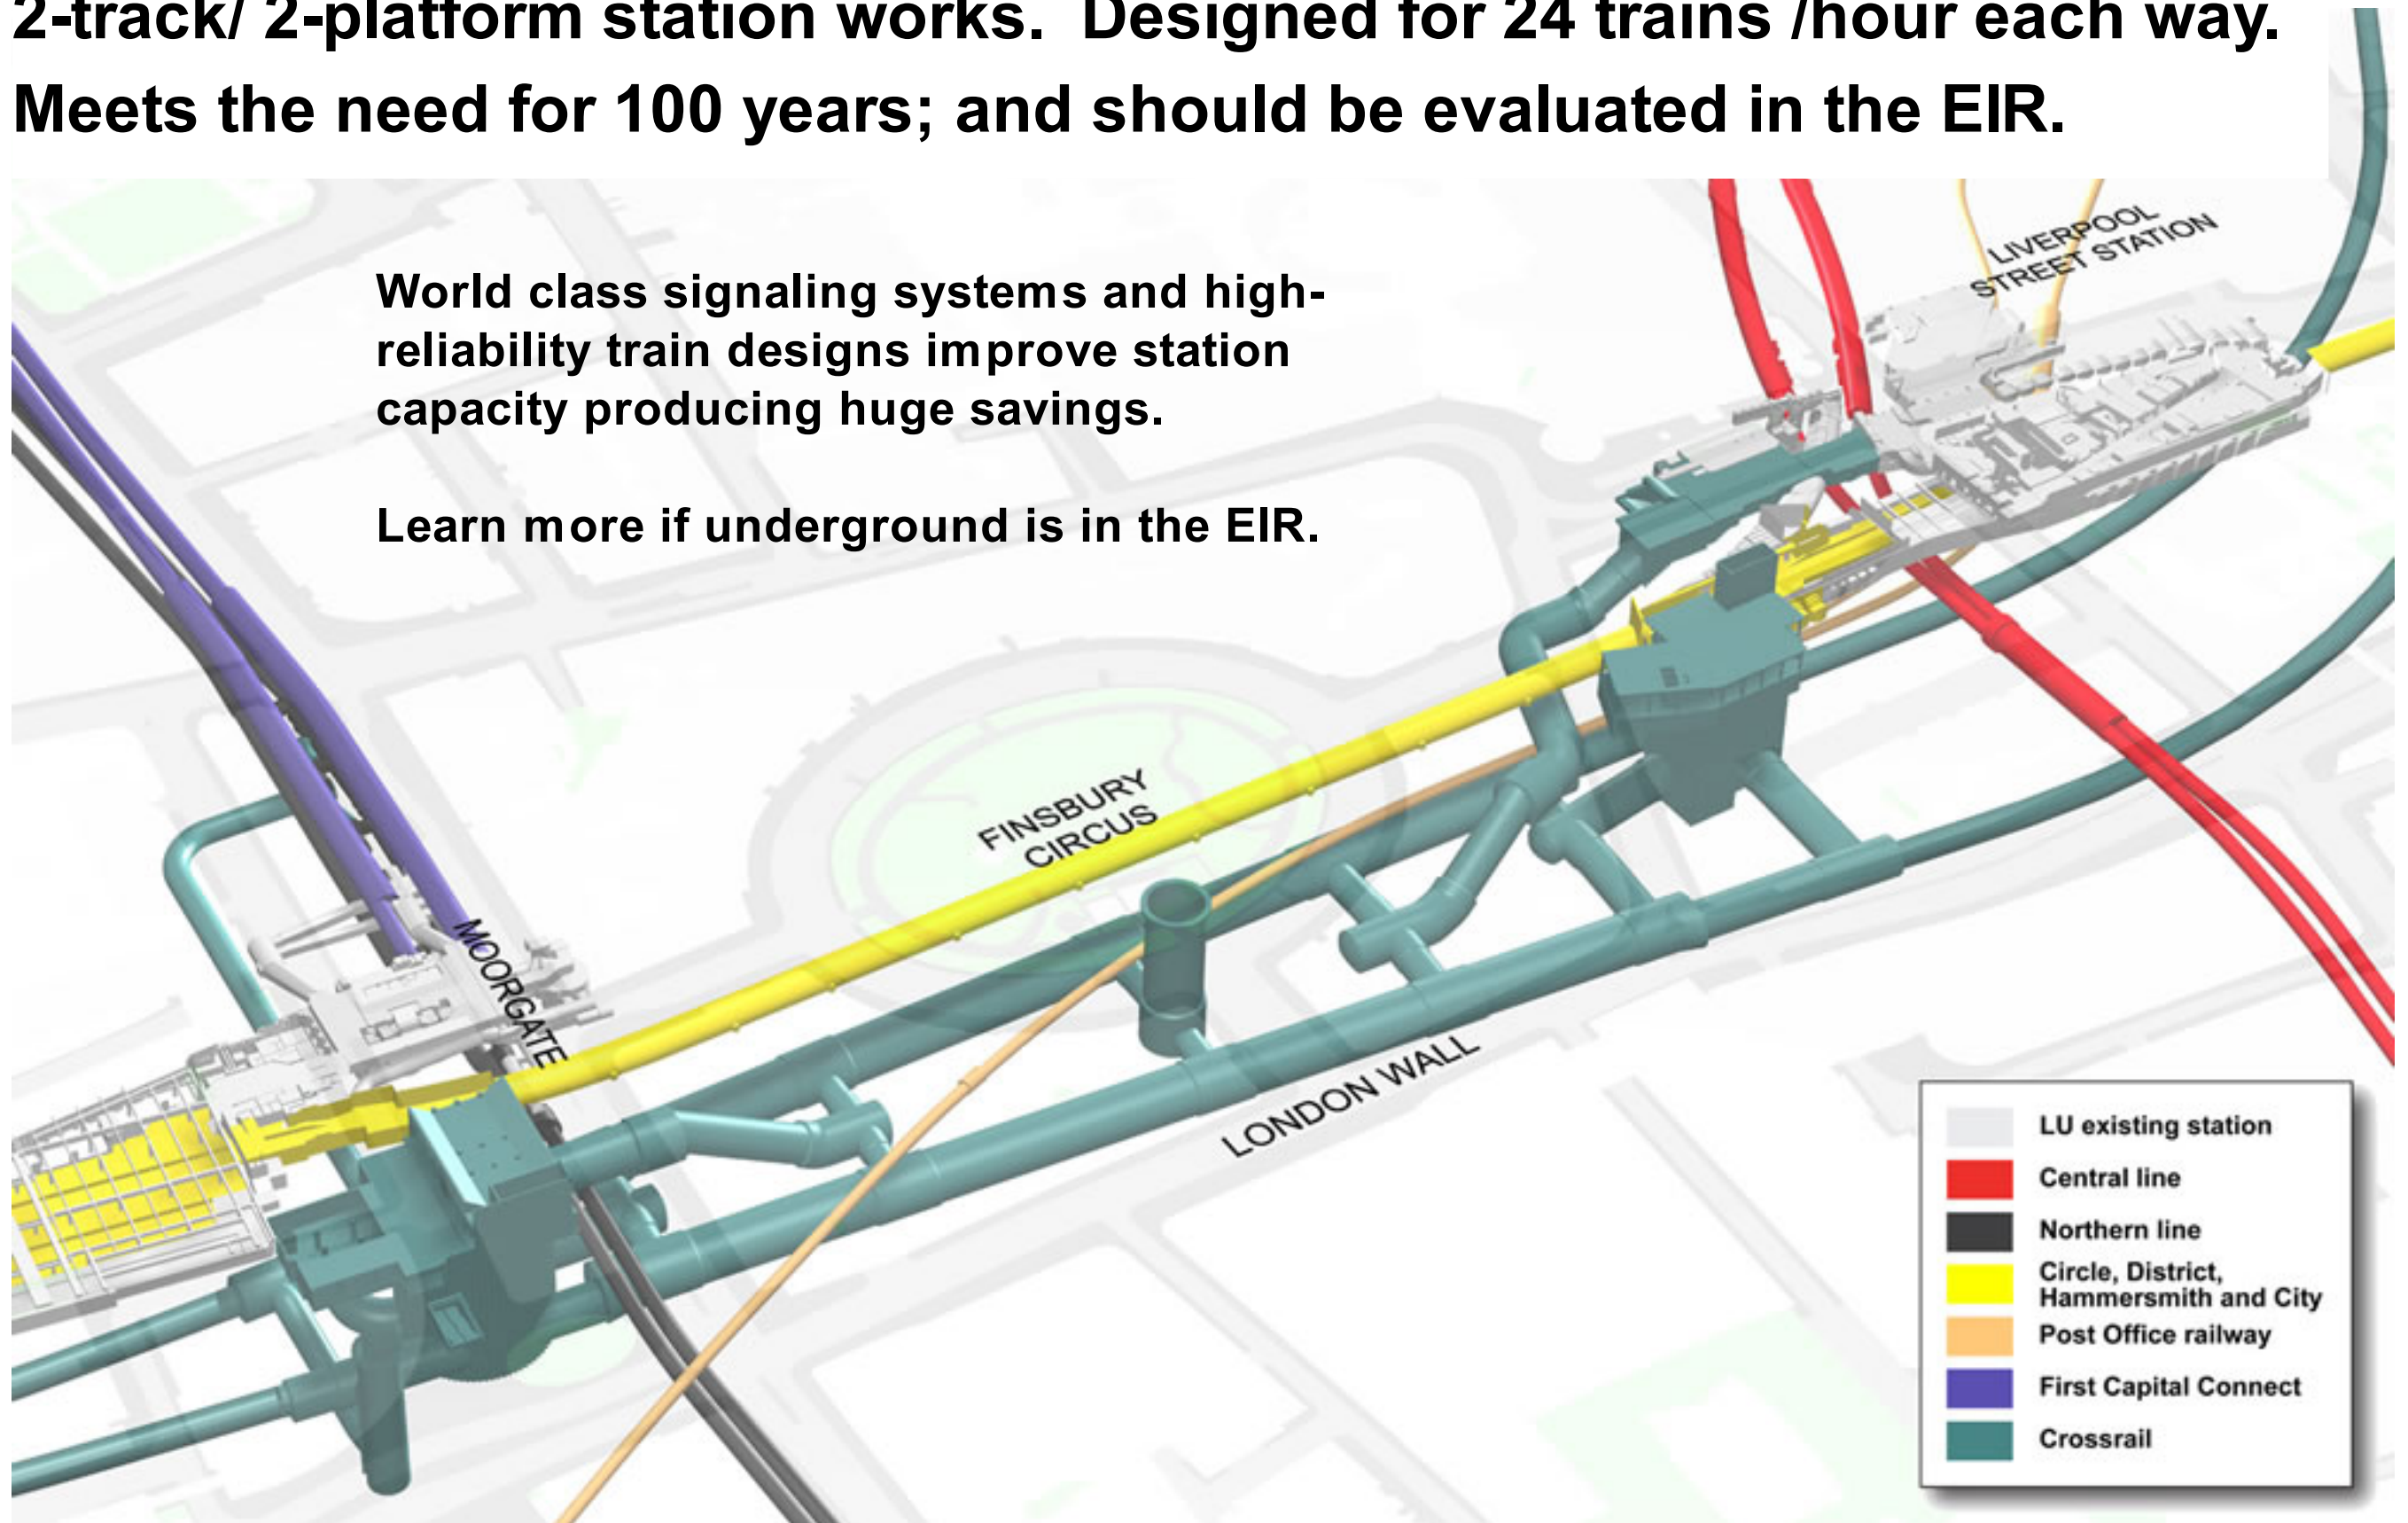 2-track/ 2-platform station works.  Designed for 24 trains /hour each way.
Meets the need for 100 years; and should be evaluated in the EIR.
World class signaling systems and high-
reliability train designs improve station
capacity producing huge savings.
Learn more if underground is in the EIR.
LIVERPOOL
STREET STATION
FINSBURY
CIRCUS
MOORGATE
LONDON WALL
LU existing station
Central line
Northern line
Circle, District,
Hammersmith and City
Post Office railway
First Capital Connect
Crossrail